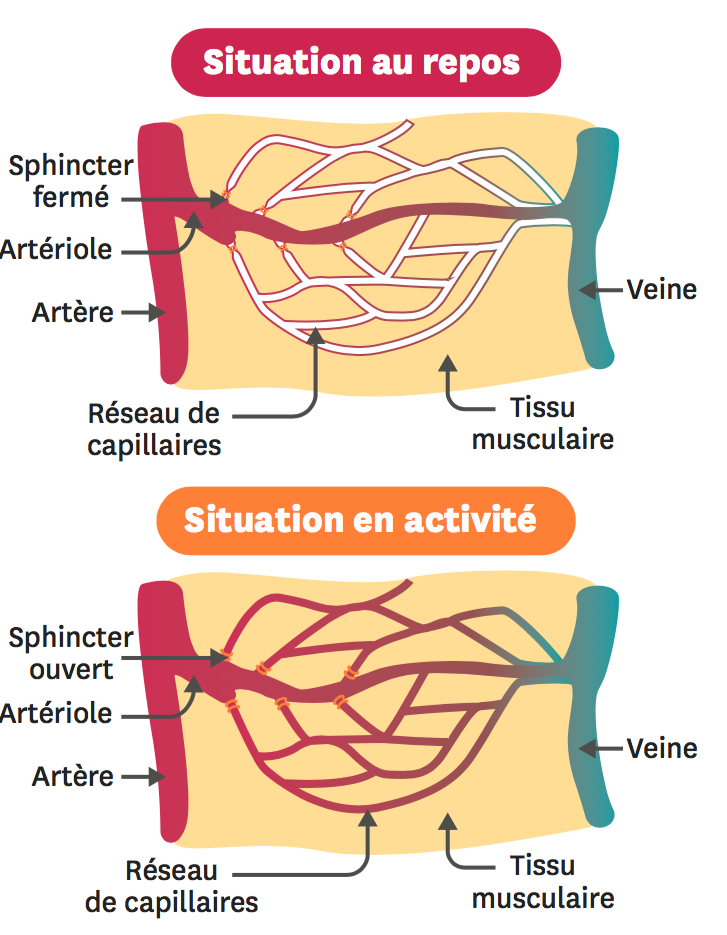 Situation au repos
Sphincter
fermé
Artériole
Artère
Veine
Réseau de
capillaires
Tissu
musculaire
Situation en activité
Sphincter
ouvert
Artériole
Artère
Veine
Réseau
de capillaires
Tissu
musculaire